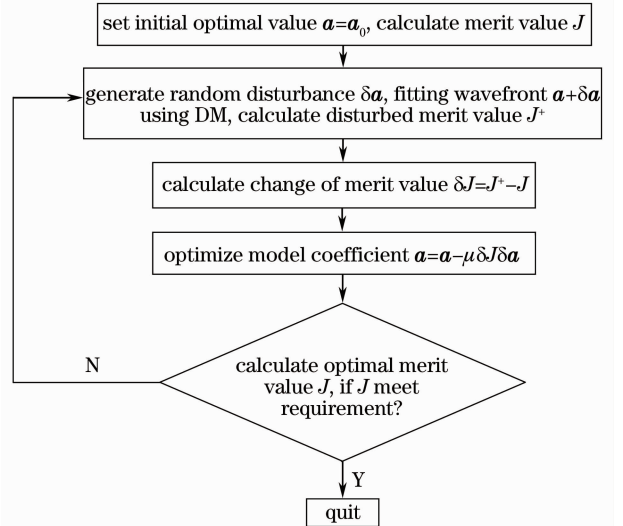 set initial optimal value a=a₀, calculate merit value J
generate random disturbance δa, fitting wavefront a+δa
using DM, calculate disturbed merit value J⁺
calculate change of merit value δJ=J⁺−J
optimize model coefficient a=a−μδJδa
calculate optimal merit
value J, if J meet
requirement?
N
Y
quit